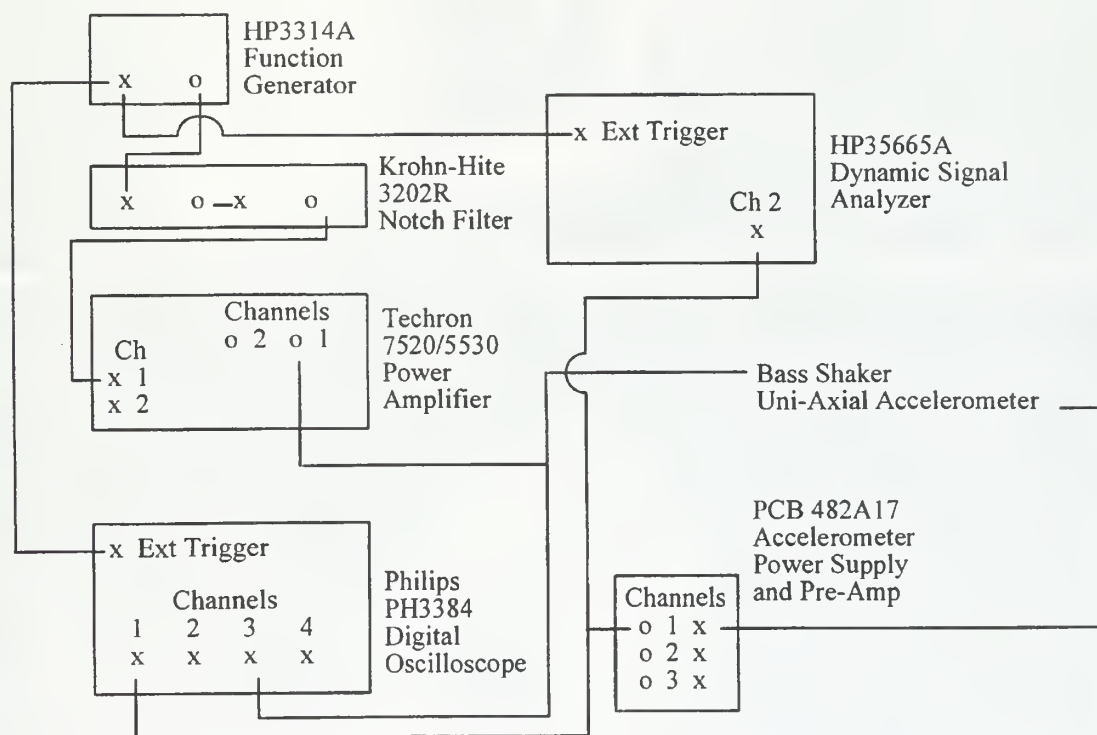 HP3314A
Function
Generator
x o
x Ext Trigger
HP35665A
Dynamic Signal
Analyzer
Ch 2
x
Krohn-Hite
3202R
Notch Filter
x o x o
Channels
o 2 o 1
Ch
x 1
x 2
Techron
7520/5530
Power
Amplifier
Bass Shaker
Uni-Axial Accelerometer
x Ext Trigger
Channels
1 2 3 4
x x x x
Philips
PH3384
Digital
Oscilloscope
PCB 482A17
Accelerometer
Power Supply
and Pre-Amp
Channels
o 1 x
o 2 x
o 3 x